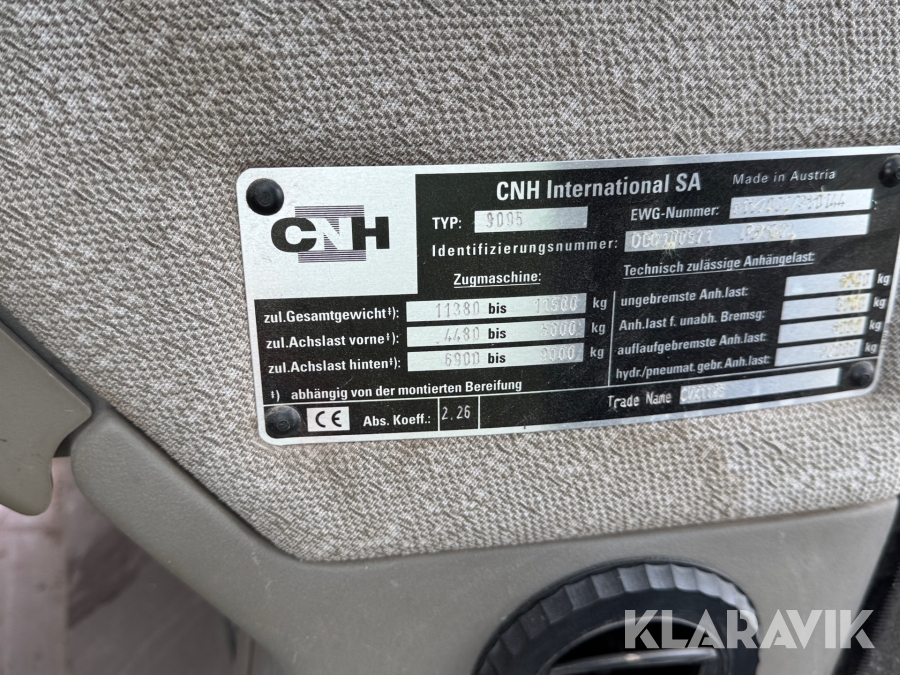 CNH
CNH International SA Made in Austria
TYP: 9095 EWG-Nummer:
Identifizierungsnummer:
Zugmaschine:
zul.Gesamtgewicht¹): 11380 bis kg
zul.Achslast vorne¹): 4480 bis 5000 kg
zul.Achslast hinten¹): 6900 bis 9000 kg
¹) abhängig von der montierten Bereifung
CE Abs. Koeff.: 2.26
Technisch zulässige Anhängelast:
ungebremste Anh.last: kg
Anh.last f. unabh. Bremsg: kg
auflaufgebremste Anh.last: kg
hydr/pneumat.gebr.Anh.last: kg
Trade Name
KLARAVIK